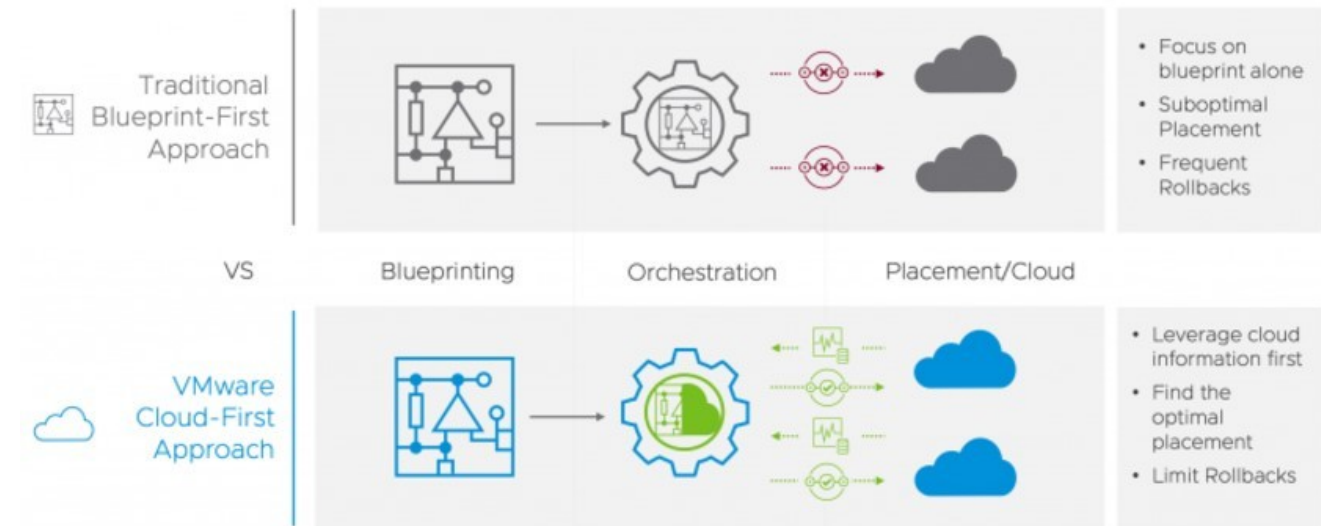 Traditional
Blueprint-First
Approach
• Focus on
blueprint alone
• Suboptimal
Placement
• Frequent
Rollbacks
VS
Blueprinting
Orchestration
Placement/Cloud
VMware
Cloud-First
Approach
• Leverage cloud
information first
• Find the
optimal
placement
• Limit Rollbacks